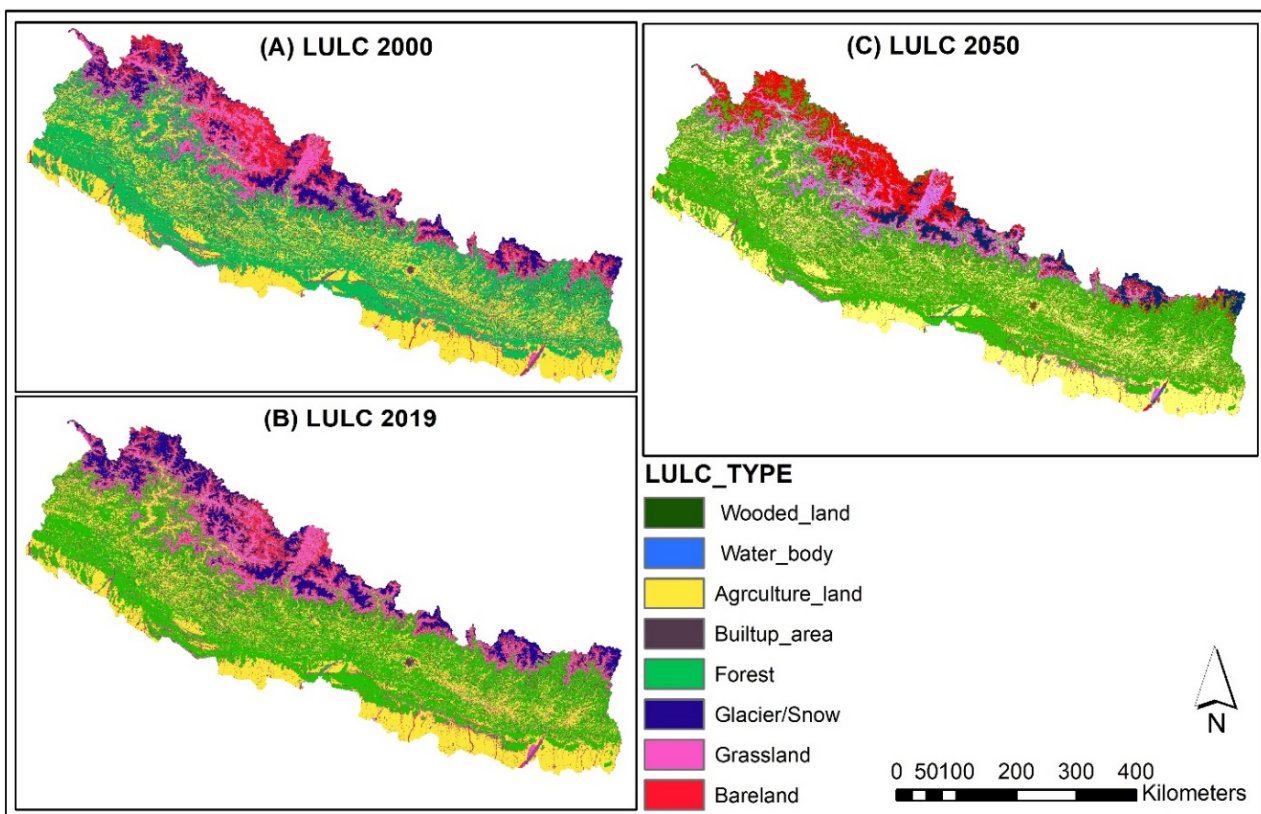 (A) LULC 2000
(C) LULC 2050
(B) LULC 2019
LULC_TYPE
Wooded_land
Water_body
Agrculture_land
Builtup_area
Forest
Glacier/Snow
Grassland
Bareland
N
0 50100 200 300 400
Kilometers